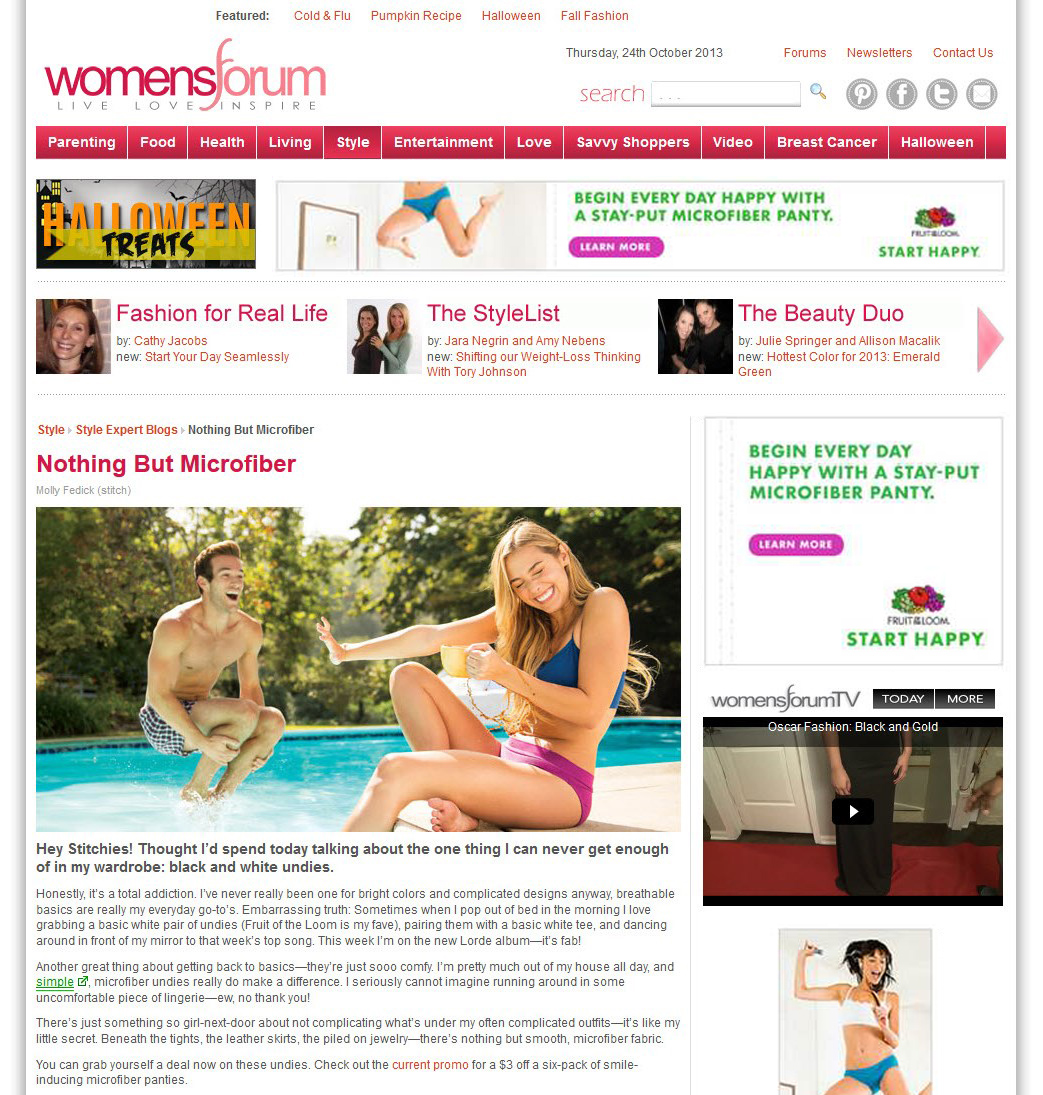 Featured: Cold & Flu Pumpkin Recipe Halloween Fall Fashion
womensforum
LIVE LOVE INSPIRE
Thursday, 24th October 2013 Forums Newsletters Contact Us
search ...
Parenting Food Health Living Style Entertainment Love Savvy Shoppers Video Breast Cancer Halloween
HALLOWEEN
TREATS
BEGIN EVERY DAY HAPPY WITH
A STAY-PUT MICROFIBER PANTY.
LEARN MORE
FRUIT OF THE LOOM.
START HAPPY.
Fashion for Real Life
by: Cathy Jacobs
new: Start Your Day Seamlessly
The StyleList
by: Jara Negrin and Amy Nebens
new: Shifting our Weight-Loss Thinking
With Tory Johnson
The Beauty Duo
by: Julie Springer and Allison Macalik
new: Hottest Color for 2013: Emerald
Green
Style Style Expert Blogs Nothing But Microfiber
Nothing But Microfiber
Molly Fedick (stitch)
Hey Stitchies! Thought I'd spend today talking about the one thing I can never get enough
of in my wardrobe: black and white undies.
Honestly, it's a total addiction. I've never really been one for bright colors and complicated designs anyway, breathable
basics are really my everyday go-to's. Embarrassing truth: Sometimes when I pop out of bed in the morning I love
grabbing a basic white pair of undies (Fruit of the Loom is my fave), pairing them with a basic white tee, and dancing
around in front of my mirror to that week's top song. This week I'm on the new Lorde album—it's fab!
Another great thing about getting back to basics—they're just sooo comfy. I'm pretty much out of my house all day, and
simple, microfiber undies really do make a difference. I seriously cannot imagine running around in some
uncomfortable piece of lingerie—ew, no thank you!
There's just something so girl-next-door about not complicating what's under my often complicated outfits—it's like my
little secret. Beneath the tights, the leather skirts, the piled on jewelry—there's nothing but smooth, microfiber fabric.
You can grab yourself a deal now on these undies. Check out the current promo for a $3 off a six-pack of smile-
inducing microfiber panties.
BEGIN EVERY DAY
HAPPY WITH A STAY-PUT
MICROFIBER PANTY.
LEARN MORE
FRUIT OF THE LOOM.
START HAPPY.
womensforumTV TODAY MORE
Oscar Fashion: Black and Gold